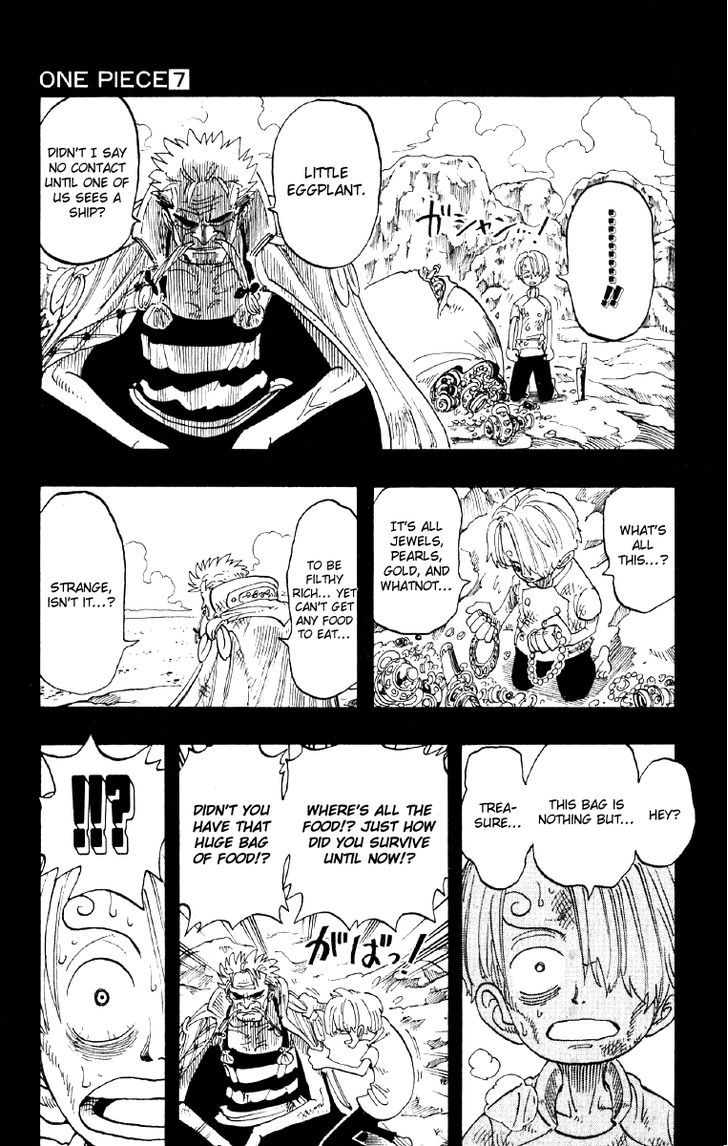 ONE PIECE 7
!!
ガシャン…!
LITTLE
EGGPLANT.
DIDN'T I SAY
NO CONTACT
UNTIL ONE OF
US SEES A
SHIP?
WHAT'S
ALL
THIS...?
IT'S ALL
JEWELS,
PEARLS,
GOLD, AND
WHATNOT...
TO BE
FILTHY
RICH... YET
CAN'T GET
ANY FOOD
TO EAT...
STRANGE,
ISN'T IT...?
HEY?
THIS BAG IS
NOTHING BUT...
TREA-
SURE...
WHERE'S ALL THE
FOOD!? JUST HOW
DID YOU SURVIVE
UNTIL NOW!?
DIDN'T YOU
HAVE THAT
HUGE BAG
OF FOOD!?
がばっ!
!!?